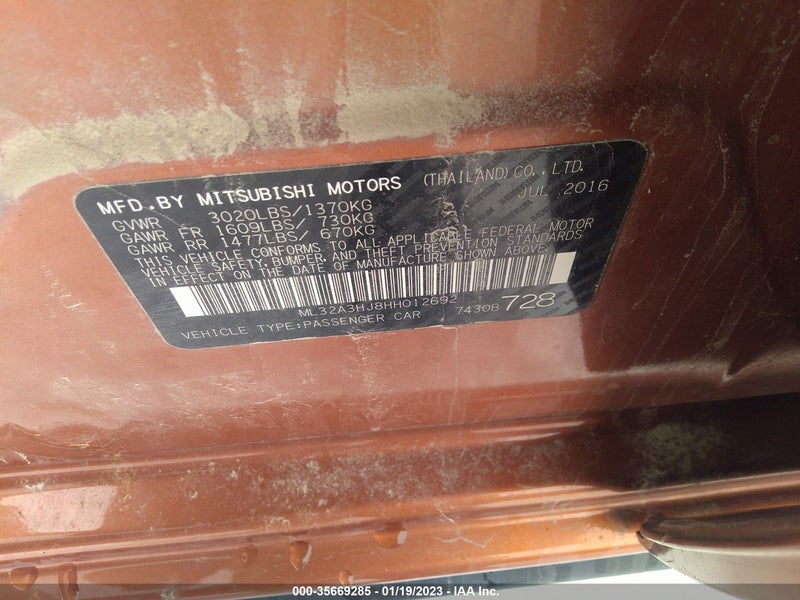 MFD.BY MITSUBISHI MOTORS (THAILAND) CO., LTD.
JUL 2016
GVWR 3020LBS/1370KG
GAWR FR 1609LBS/ 730KG
GAWR RR 1477LBS/ 670KG
THIS VEHICLE CONFORMS TO ALL APPLICABLE FEDERAL MOTOR
VEHICLE SAFETY, BUMPER, AND THEFT PREVENTION STANDARDS
IN EFFECT ON THE DATE OF MANUFACTURE SHOWN ABOVE
ML32A3HJ8HH012692
VEHICLE TYPE:PASSENGER CAR 7430B 728
000-35669285 - 01/19/2023 - IAA Inc.